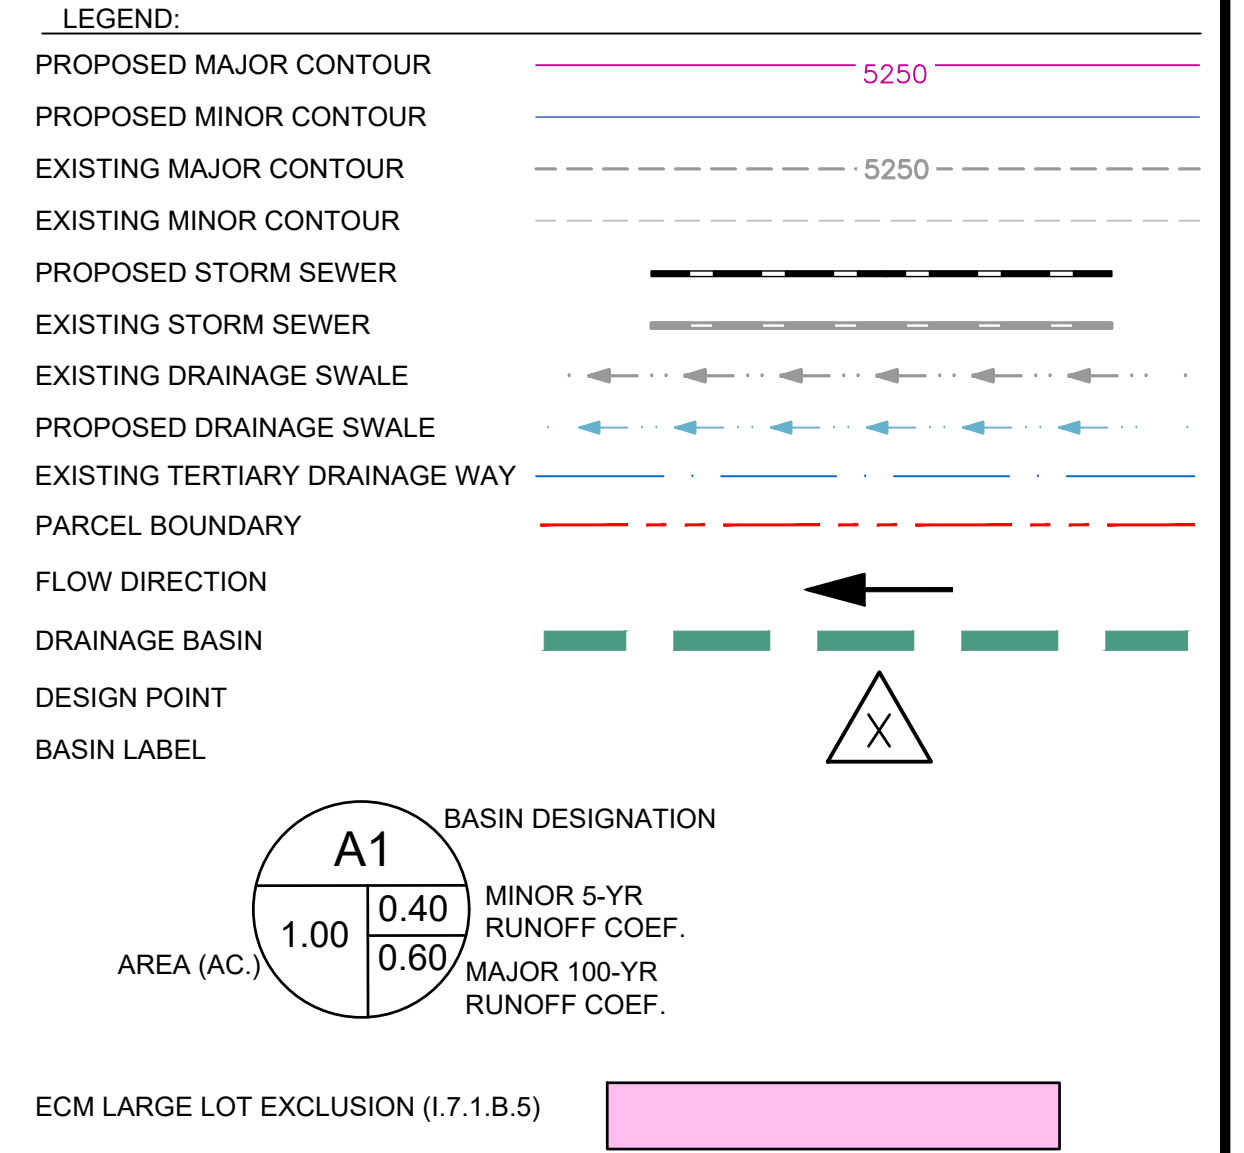 LEGEND:
PROPOSED MAJOR CONTOUR 5250
PROPOSED MINOR CONTOUR
EXISTING MAJOR CONTOUR 5250
EXISTING MINOR CONTOUR
PROPOSED STORM SEWER
EXISTING STORM SEWER
EXISTING DRAINAGE SWALE
PROPOSED DRAINAGE SWALE
EXISTING TERTIARY DRAINAGE WAY
PARCEL BOUNDARY
FLOW DIRECTION
DRAINAGE BASIN
DESIGN POINT
X
BASIN LABEL
BASIN DESIGNATION
A1
1.00
0.40
0.60
MINOR 5-YR
RUNOFF COEF.
AREA (AC.)
MAJOR 100-YR
RUNOFF COEF.
ECM LARGE LOT EXCLUSION (I.7.1.B.5)